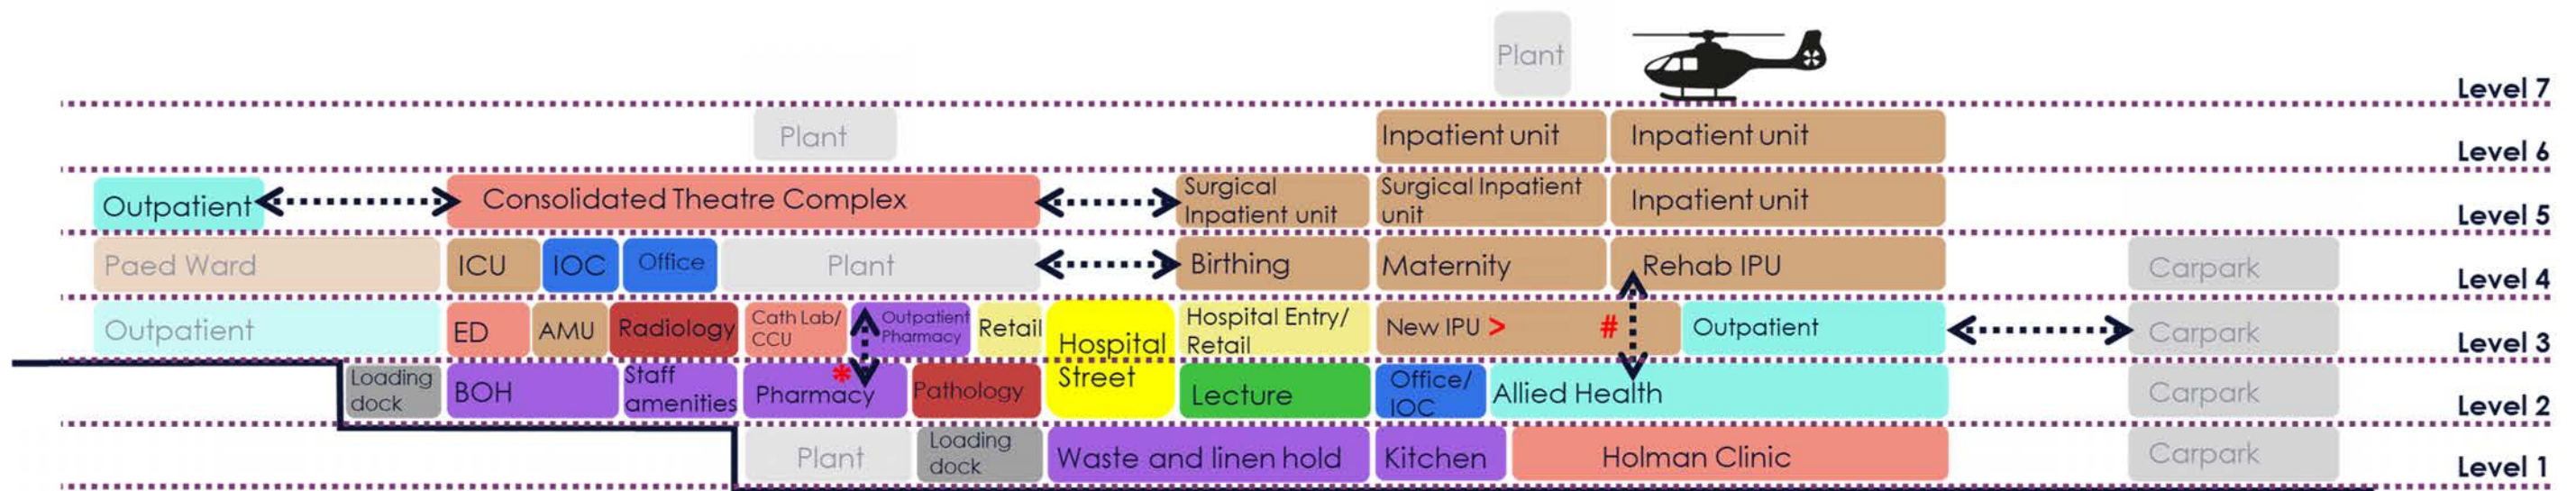 Plant
Level 7
Plant
Inpatient unit
Inpatient unit
Level 6
Outpatient
Consolidated Theatre Complex
Surgical
Inpatient unit
Surgical Inpatient
unit
Inpatient unit
Level 5
Paed Ward
ICU
IOC
Office
Plant
Birthing
Maternity
Rehab IPU
Carpark
Level 4
Outpatient
ED
AMU
Radiology
Cath Lab/
CCU
Outpatient
Pharmacy
Retail
Hospital
Street
Hospital Entry/
Retail
New IPU >
#
Outpatient
Carpark
Level 3
Loading
dock
BOH
Staff
amenities
*
Pharmacy
Pathology
Lecture
Office/
IOC
Allied Health
Carpark
Level 2
Plant
Loading
dock
Waste and linen hold
Kitchen
Holman Clinic
Carpark
Level 1